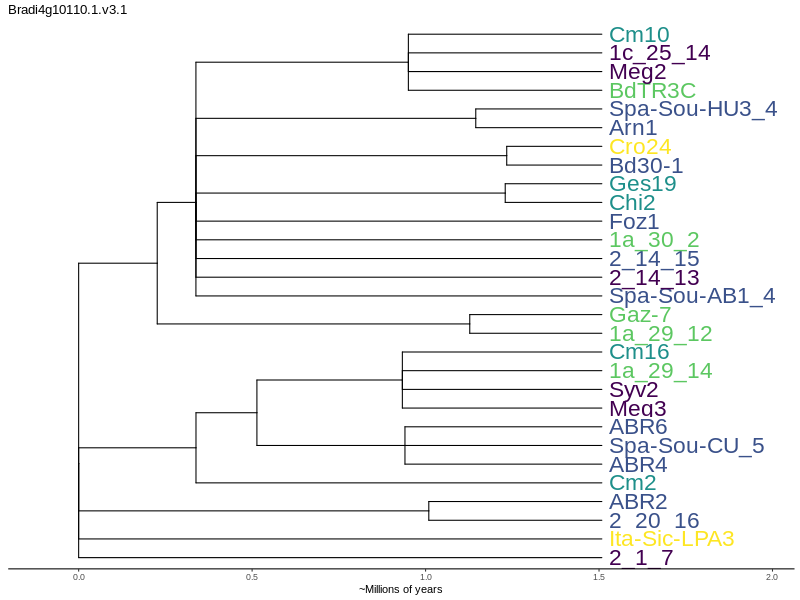 Bradi4g10110.1.v3.1
Cm10
1c_25_14
Meg2
BdTR3C
Spa-Sou-HU3_4
Arn1
Cro24
Bd30-1
Ges19
Chi2
Foz1
1a_30_2
2_14_15
2_14_13
Spa-Sou-AB1_4
Gaz-7
1a_29_12
Cm16
1a_29_14
Syv2
Meg3
ABR6
Spa-Sou-CU_5
ABR4
Cm2
ABR2
2_20_16
Ita-Sic-LPA3
2_1_7
0.0 0.5 1.0 1.5 2.0
~Millions of years